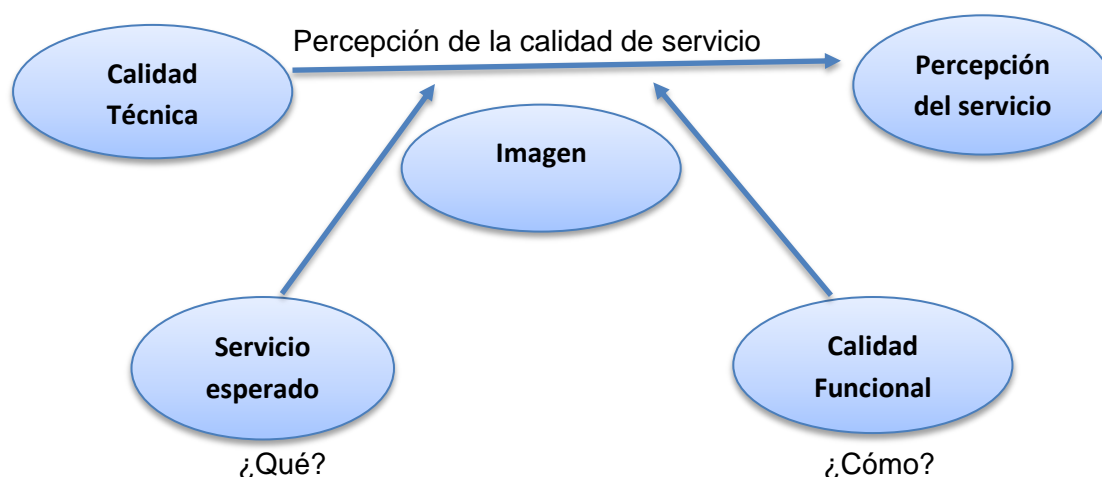 Percepción de la calidad de servicio
Calidad
Técnica
Percepción
del servicio
Imagen
Servicio
esperado
Calidad
Funcional
¿Qué?
¿Cómo?